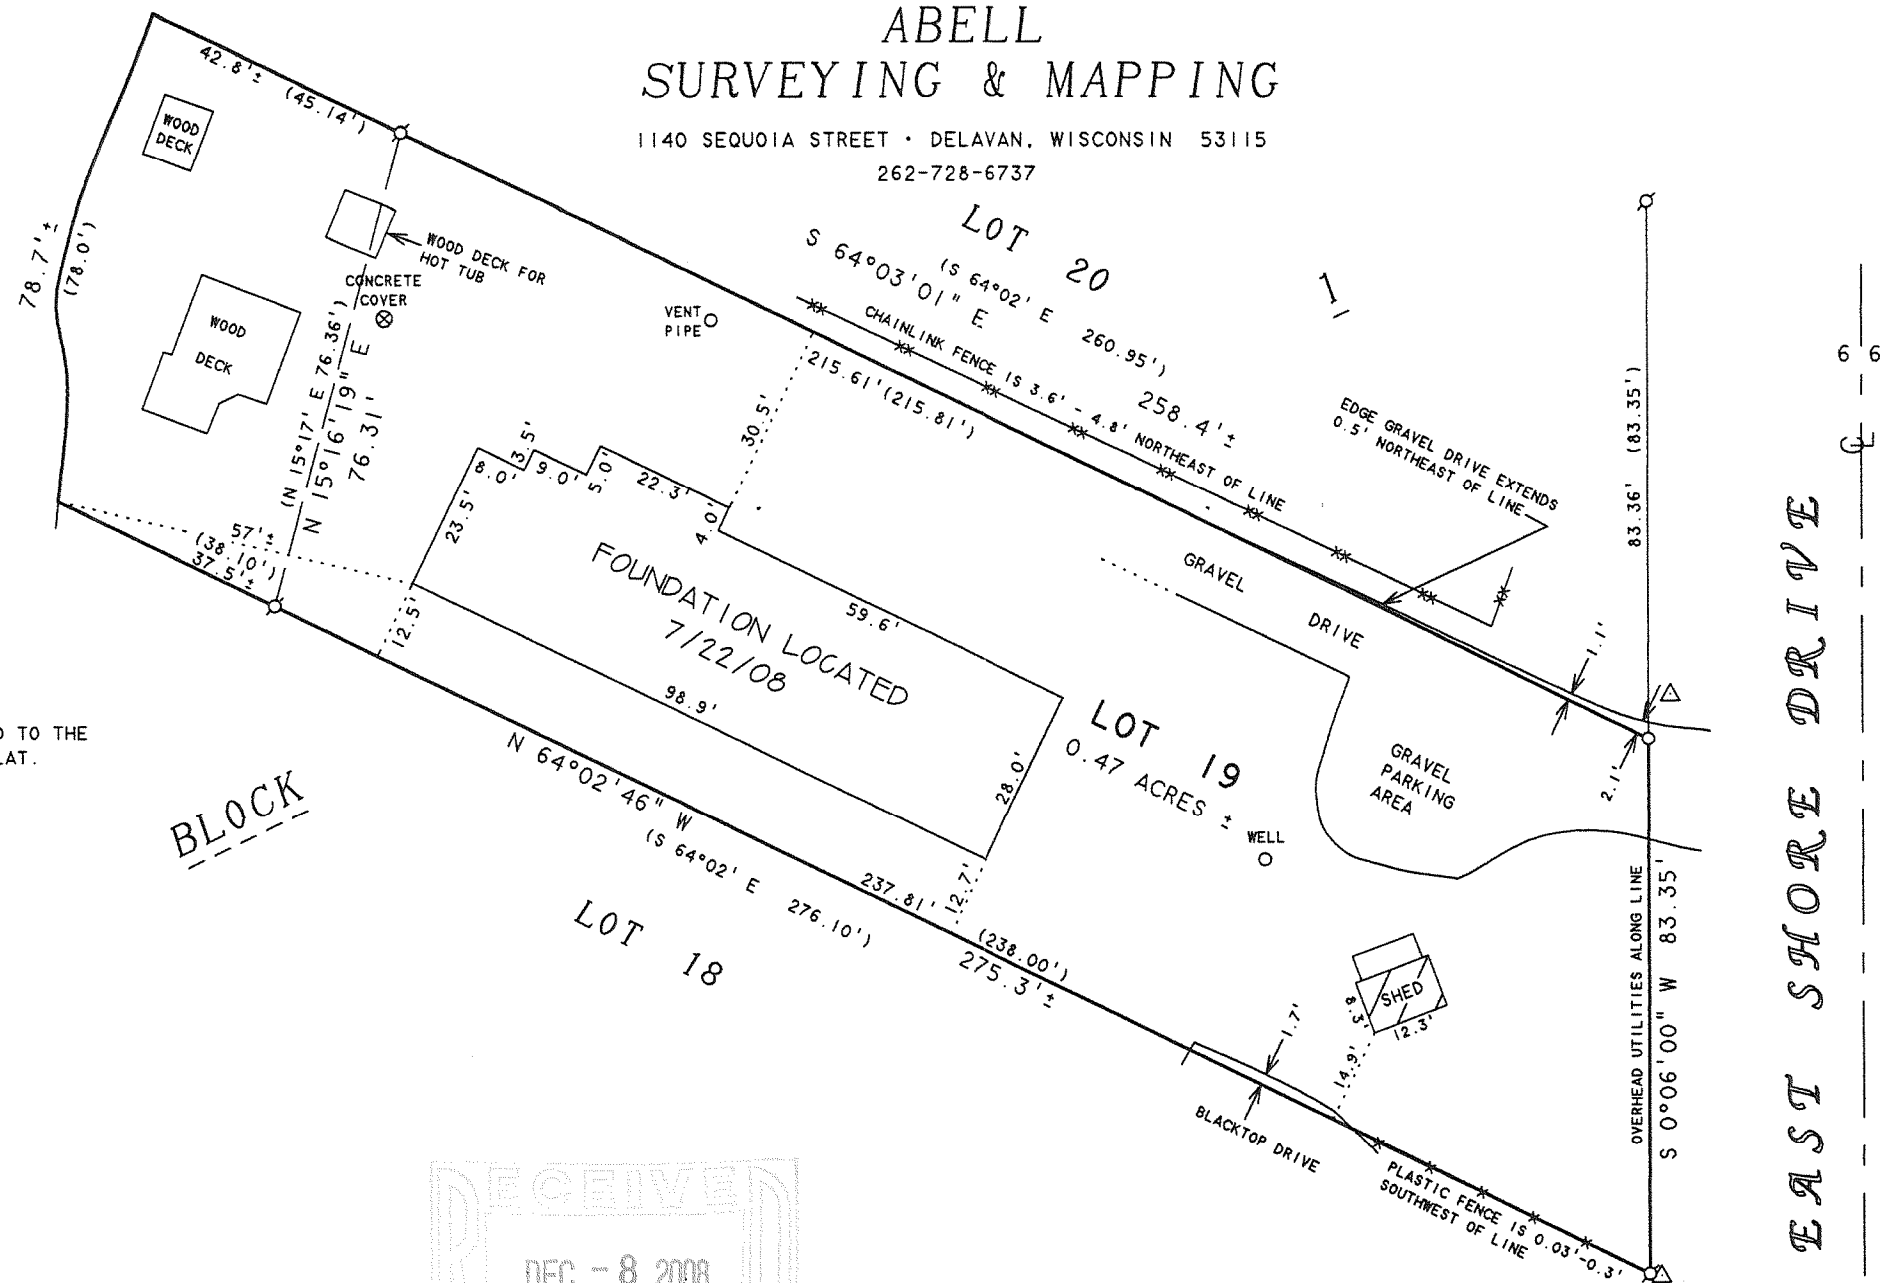 ABELL
SURVEYING & MAPPING
1140 SEQUOIA STREET • DELAVAN, WISCONSIN 53115
262-728-6737
42.8'±
(45.14')
WOOD
DECK
78.7'±
(78.0')
WOOD DECK FOR
HOT TUB
CONCRETE
COVER
WOOD
DECK
(N 15°17' E 76.36')
N 15°16'19" E
76.31'
VENT
PIPE
LOT 20
(S 64°02' E 260.95')
S 64°03'01" E
258.4'±
CHAINLINK FENCE IS 3.6' - 4.8' NORTHEAST OF LINE
215.61' (215.81')
30.5'
1
EDGE GRAVEL DRIVE EXTENDS
0.5' NORTHEAST OF LINE
83.36' (83.35')
66
℄
8.0'
3.5'
9.0'
5.0'
22.3'
4.0'
23.5'
57'±
(38.10')
37.5'±
12.5'
FOUNDATION LOCATED
7/22/08
59.6'
98.9'
28.0'
12.7'
GRAVEL
DRIVE
1.1'
2.1'
GRAVEL
PARKING
AREA
LOT 19
0.47 ACRES ±
WELL
D TO THE
LAT.
BLOCK
N 64°02'46" W
(S 64°02' E 276.10')
237.81'
(238.00')
275.3'±
LOT 18
SHED
8.3'
12.3'
14.9'
1.7'
BLACKTOP DRIVE
PLASTIC FENCE IS 0.03'-0.3'
SOUTHWEST OF LINE
OVERHEAD UTILITIES ALONG LINE
S 0°06'00" W 83.35'
EAST SHORE DRIVE
RECEIVED
DEC - 8 2008